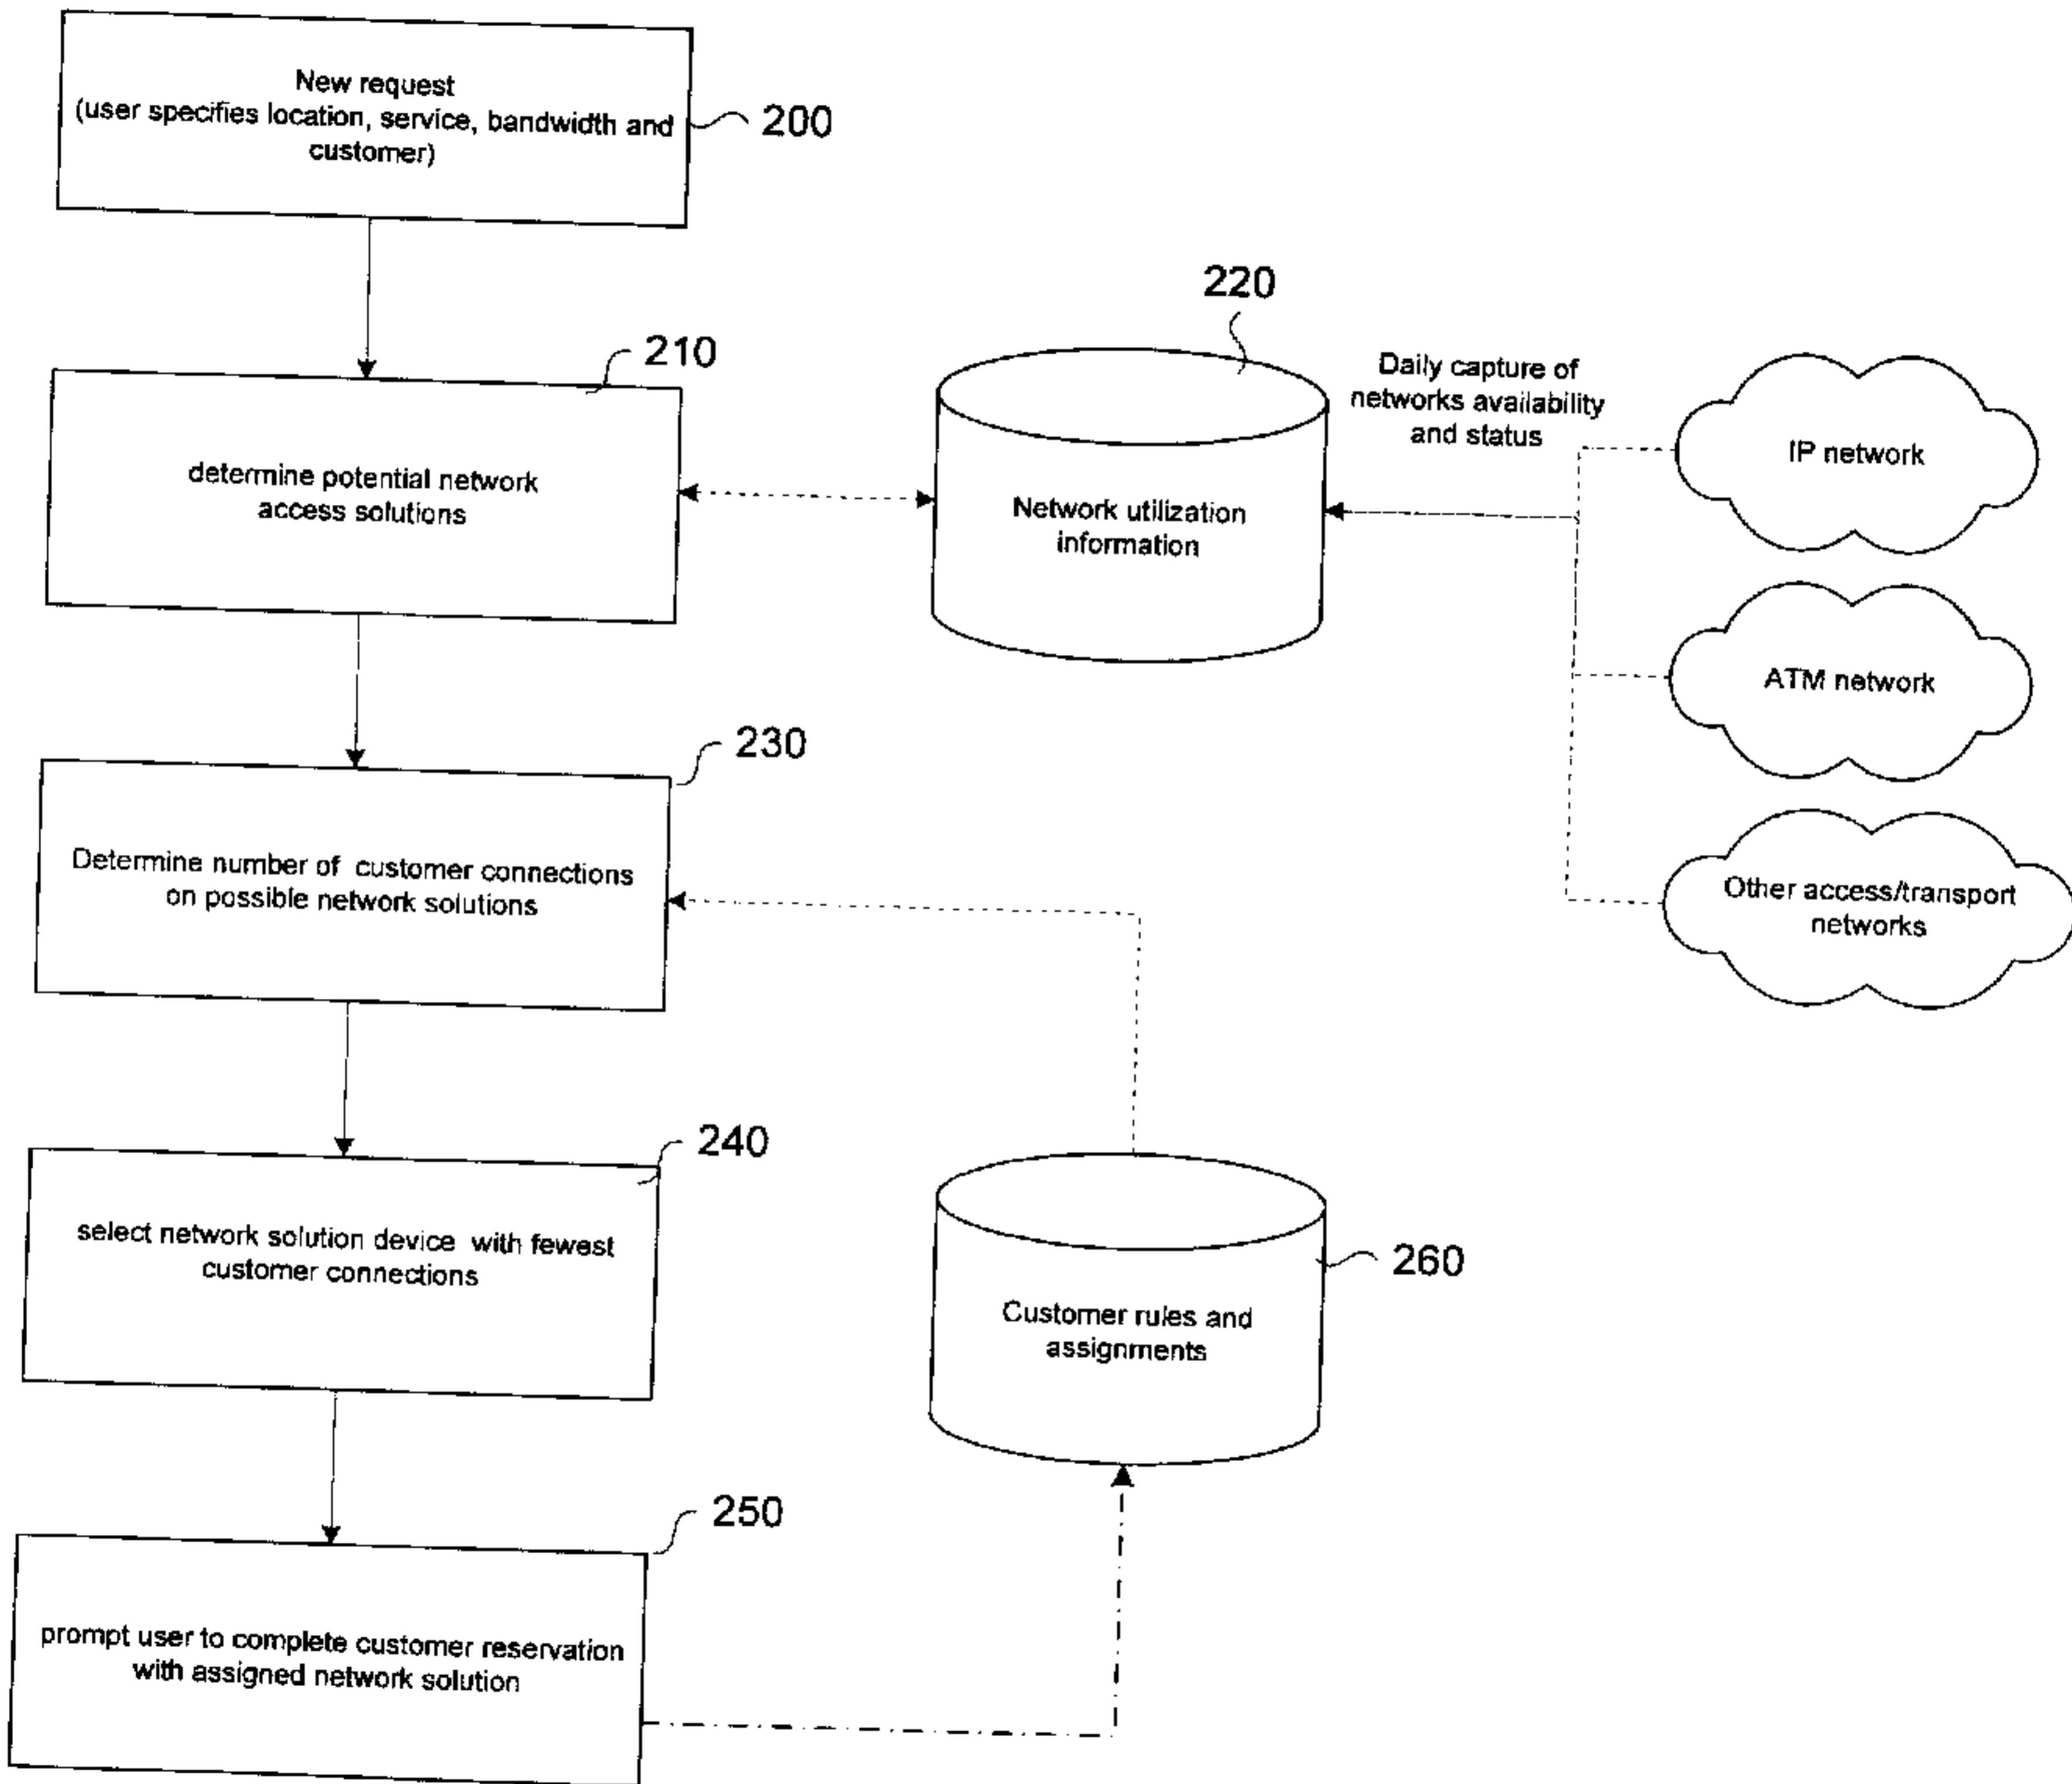 New request
(user specifies location, service, bandwidth and
customer)
200
210
determine potential network
access solutions
220
Network utilization
information
Daily capture of
networks availability
and status
IP network
ATM network
Other access/transport
networks
230
Determine number of customer connections
on possible network solutions
240
select network solution device with fewest
customer connections
260
Customer rules and
assignments
250
prompt user to complete customer reservation
with assigned network solution